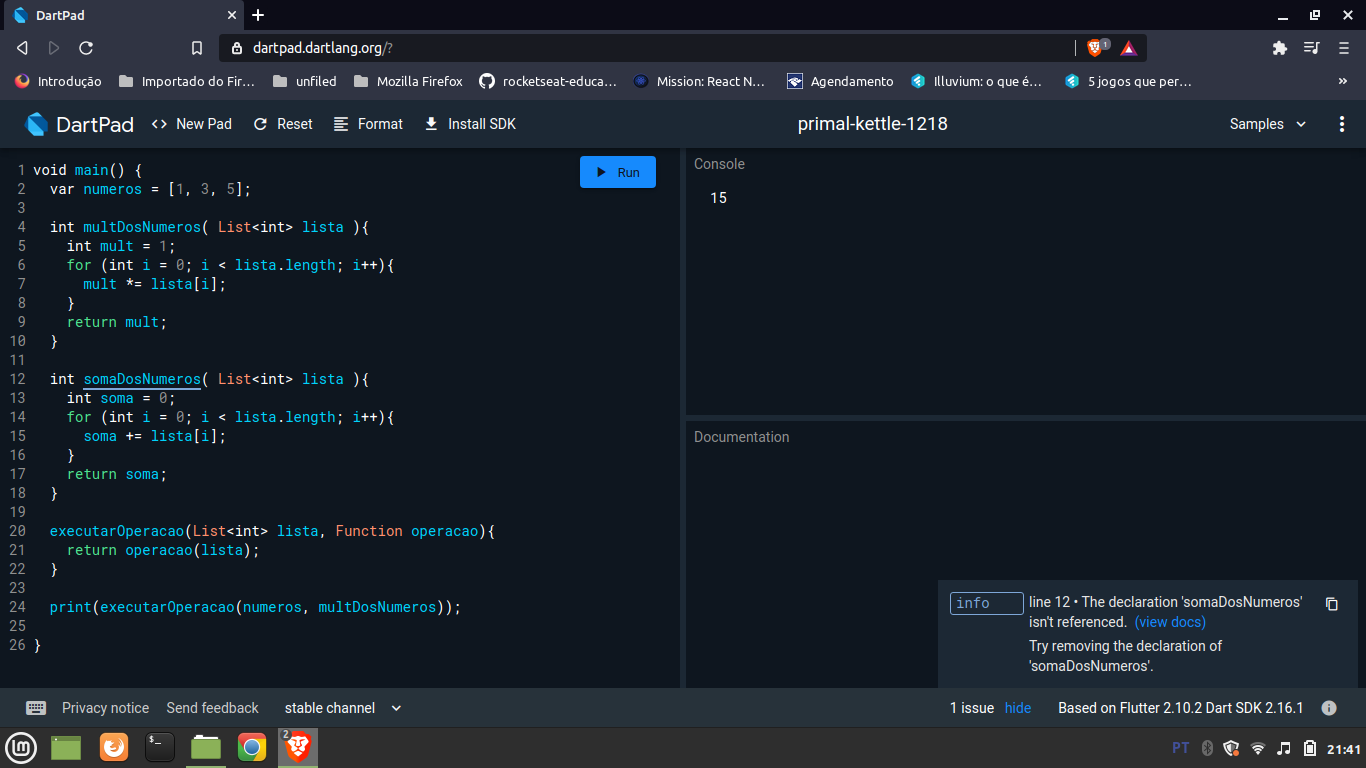 DartPad
dartpad.dartlang.org/?
1
Introdução
Importado do Fir...
unfiled
Mozilla Firefox
rocketseat-educa...
Mission: React N...
Agendamento
Illuvium: o que é...
5 jogos que per...
»
DartPad
<> New Pad
Reset
Format
Install SDK
primal-kettle-1218
Samples
1 void main() {
2 var numeros = [1, 3, 5];
3
4 int multDosNumeros( List<int> lista ){
5 int mult = 1;
6 for (int i = 0; i < lista.length; i++){
7 mult *= lista[i];
8 }
9 return mult;
10 }
11
12 int somaDosNumeros( List<int> lista ){
13 int soma = 0;
14 for (int i = 0; i < lista.length; i++){
15 soma += lista[i];
16 }
17 return soma;
18 }
19
20 executarOperacao(List<int> lista, Function operacao){
21 return operacao(lista);
22 }
23
24 print(executarOperacao(numeros, multDosNumeros));
25
26 }
Run
Console
15
Documentation
info
line 12 • The declaration 'somaDosNumeros'
isn't referenced. (view docs)
Try removing the declaration of
'somaDosNumeros'.
Privacy notice
Send feedback
stable channel
1 issue hide
Based on Flutter 2.10.2 Dart SDK 2.16.1
$_
2
PT
21:41